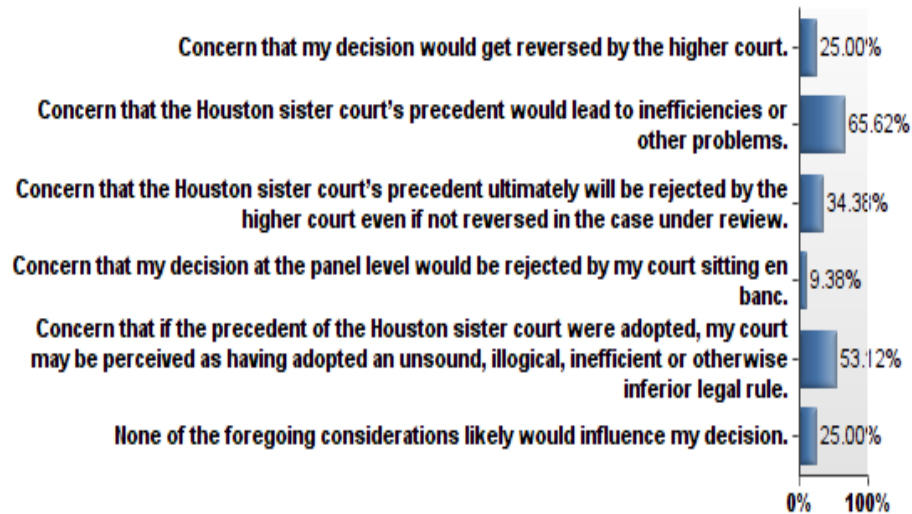 Concern that my decision would get reversed by the higher court. 25.00%
Concern that the Houston sister court's precedent would lead to inefficiencies or
other problems. 65.62%
Concern that the Houston sister court's precedent ultimately will be rejected by the
higher court even if not reversed in the case under review. 34.38%
Concern that my decision at the panel level would be rejected by my court sitting en
banc. 9.38%
Concern that if the precedent of the Houston sister court were adopted, my court
may be perceived as having adopted an unsound, illogical, inefficient or otherwise
inferior legal rule. 53.12%
None of the foregoing considerations likely would influence my decision. 25.00%
0% 100%